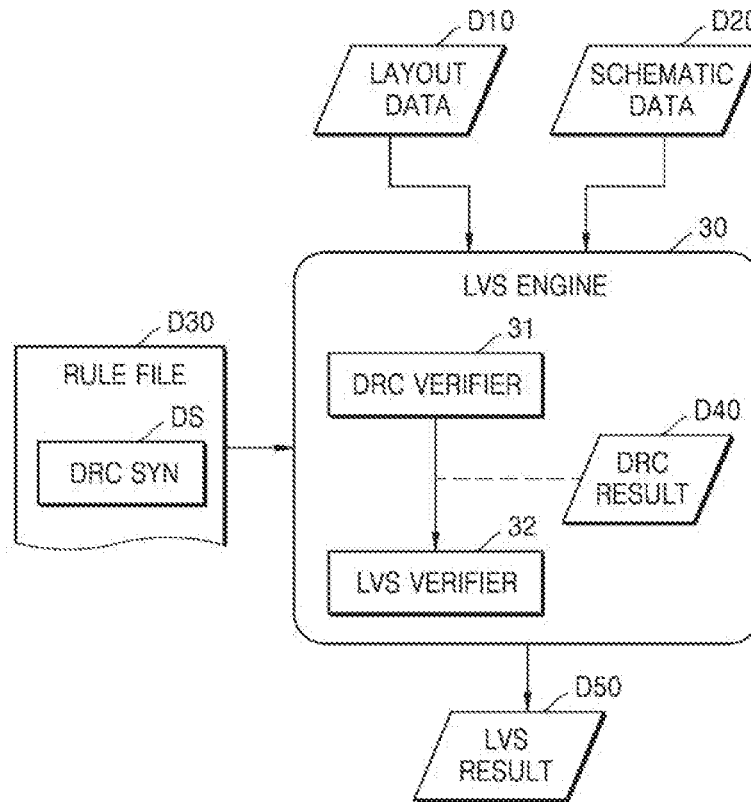 D10
LAYOUT
DATA
D20
SCHEMATIC
DATA
30
LVS ENGINE
D30
RULE FILE
DS
DRC SYN
31
DRC VERIFIER
D40
DRC
RESULT
32
LVS VERIFIER
D50
LVS
RESULT